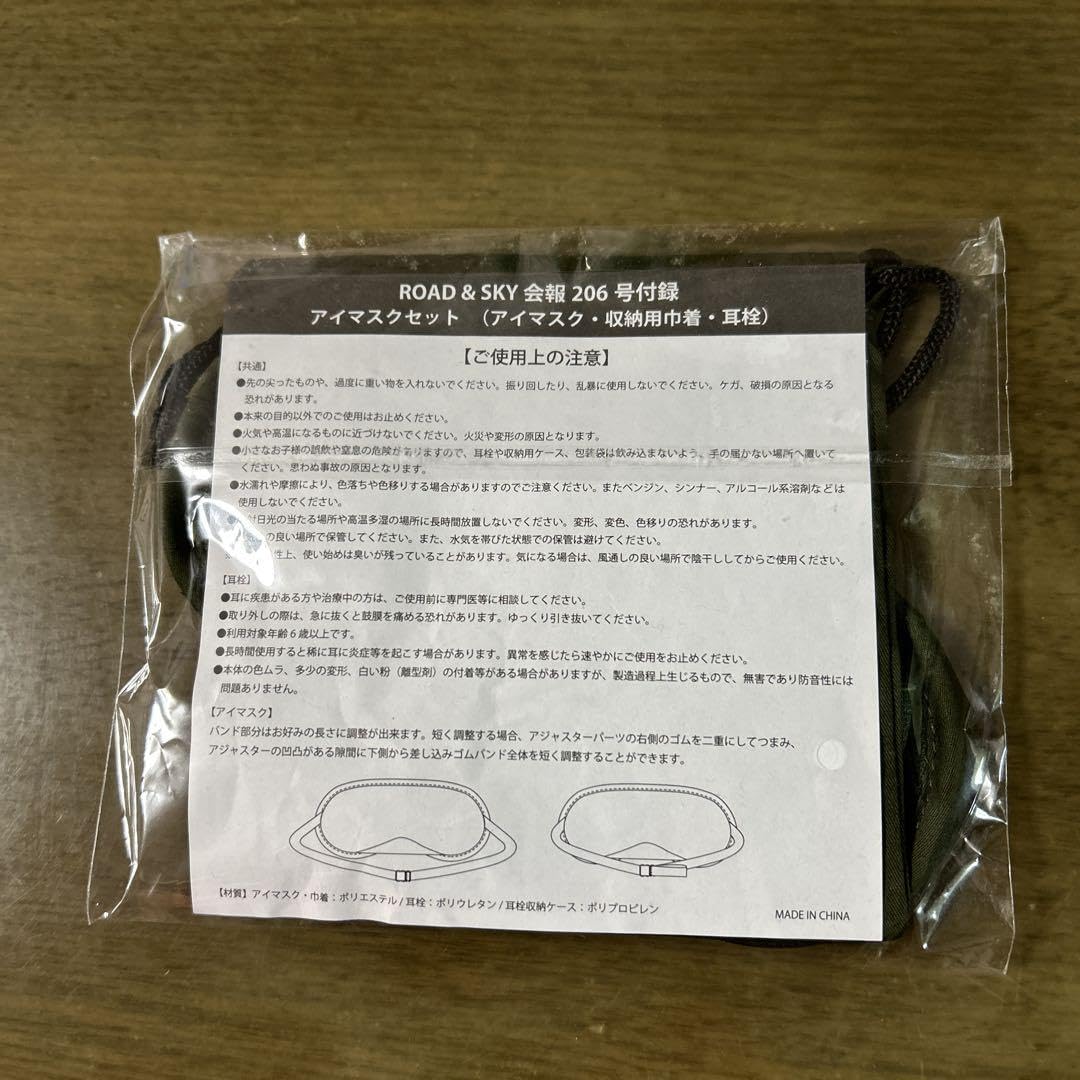 ROAD & SKY 会報 206 号付録
アイマスクセット （アイマスク・収納用巾着・耳栓）
【ご使用上の注意】
【共通】
●先の尖ったものや、過度に重い物を入れないでください。振り回したり、乱暴に使用しないでください。ケガ、破損の原因となる
恐れがあります。
●本来の目的以外でのご使用はお止めください。
●火気や高温になるものに近づけないでください。火災や変形の原因となります。
●小さなお子様の誤飲や窒息の危険がありますので、耳栓や収納用ケース、包装袋は飲み込まないよう、手の届かない場所へ置いて
ください。思わぬ事故の原因となります。
●水濡れや摩擦により、色落ちや色移りする場合がありますのでご注意ください。またベンジン、シンナー、アルコール系溶剤などは
使用しないでください。
日光の当たる場所や高温多湿の場所に長時間放置しないでください。変形、変色、色移りの恐れがあります。
の良い場所で保管してください。また、水気を帯びた状態での保管は避けてください。
性上、使い始めは臭いが残っていることがあります。気になる場合は、風通しの良い場所で陰干ししてからご使用ください。
【耳栓】
●耳に疾患がある方や治療中の方は、ご使用前に専門医等に相談してください。
●取り外しの際は、急に抜くと鼓膜を痛める恐れがあります。ゆっくり引き抜いてください。
●利用対象年齢6歳以上です。
●長時間使用すると稀に耳に炎症等を起こす場合があります。異常を感じたら速やかにご使用をお止めください。
●本体の色ムラ、多少の変形、白い粉（離型剤）の付着等がある場合がありますが、製造過程上生じるもので、無害であり防音性には
問題ありません。
【アイマスク】
バンド部分はお好みの長さに調整が出来ます。短く調整する場合、アジャスターパーツの右側のゴムを二重にしてつまみ、
アジャスターの凹凸がある隙間に下側から差し込みゴムバンド全体を短く調整することができます。
【材質】アイマスク・巾着：ポリエステル / 耳栓：ポリウレタン / 耳栓収納ケース：ポリプロピレン
MADE IN CHINA